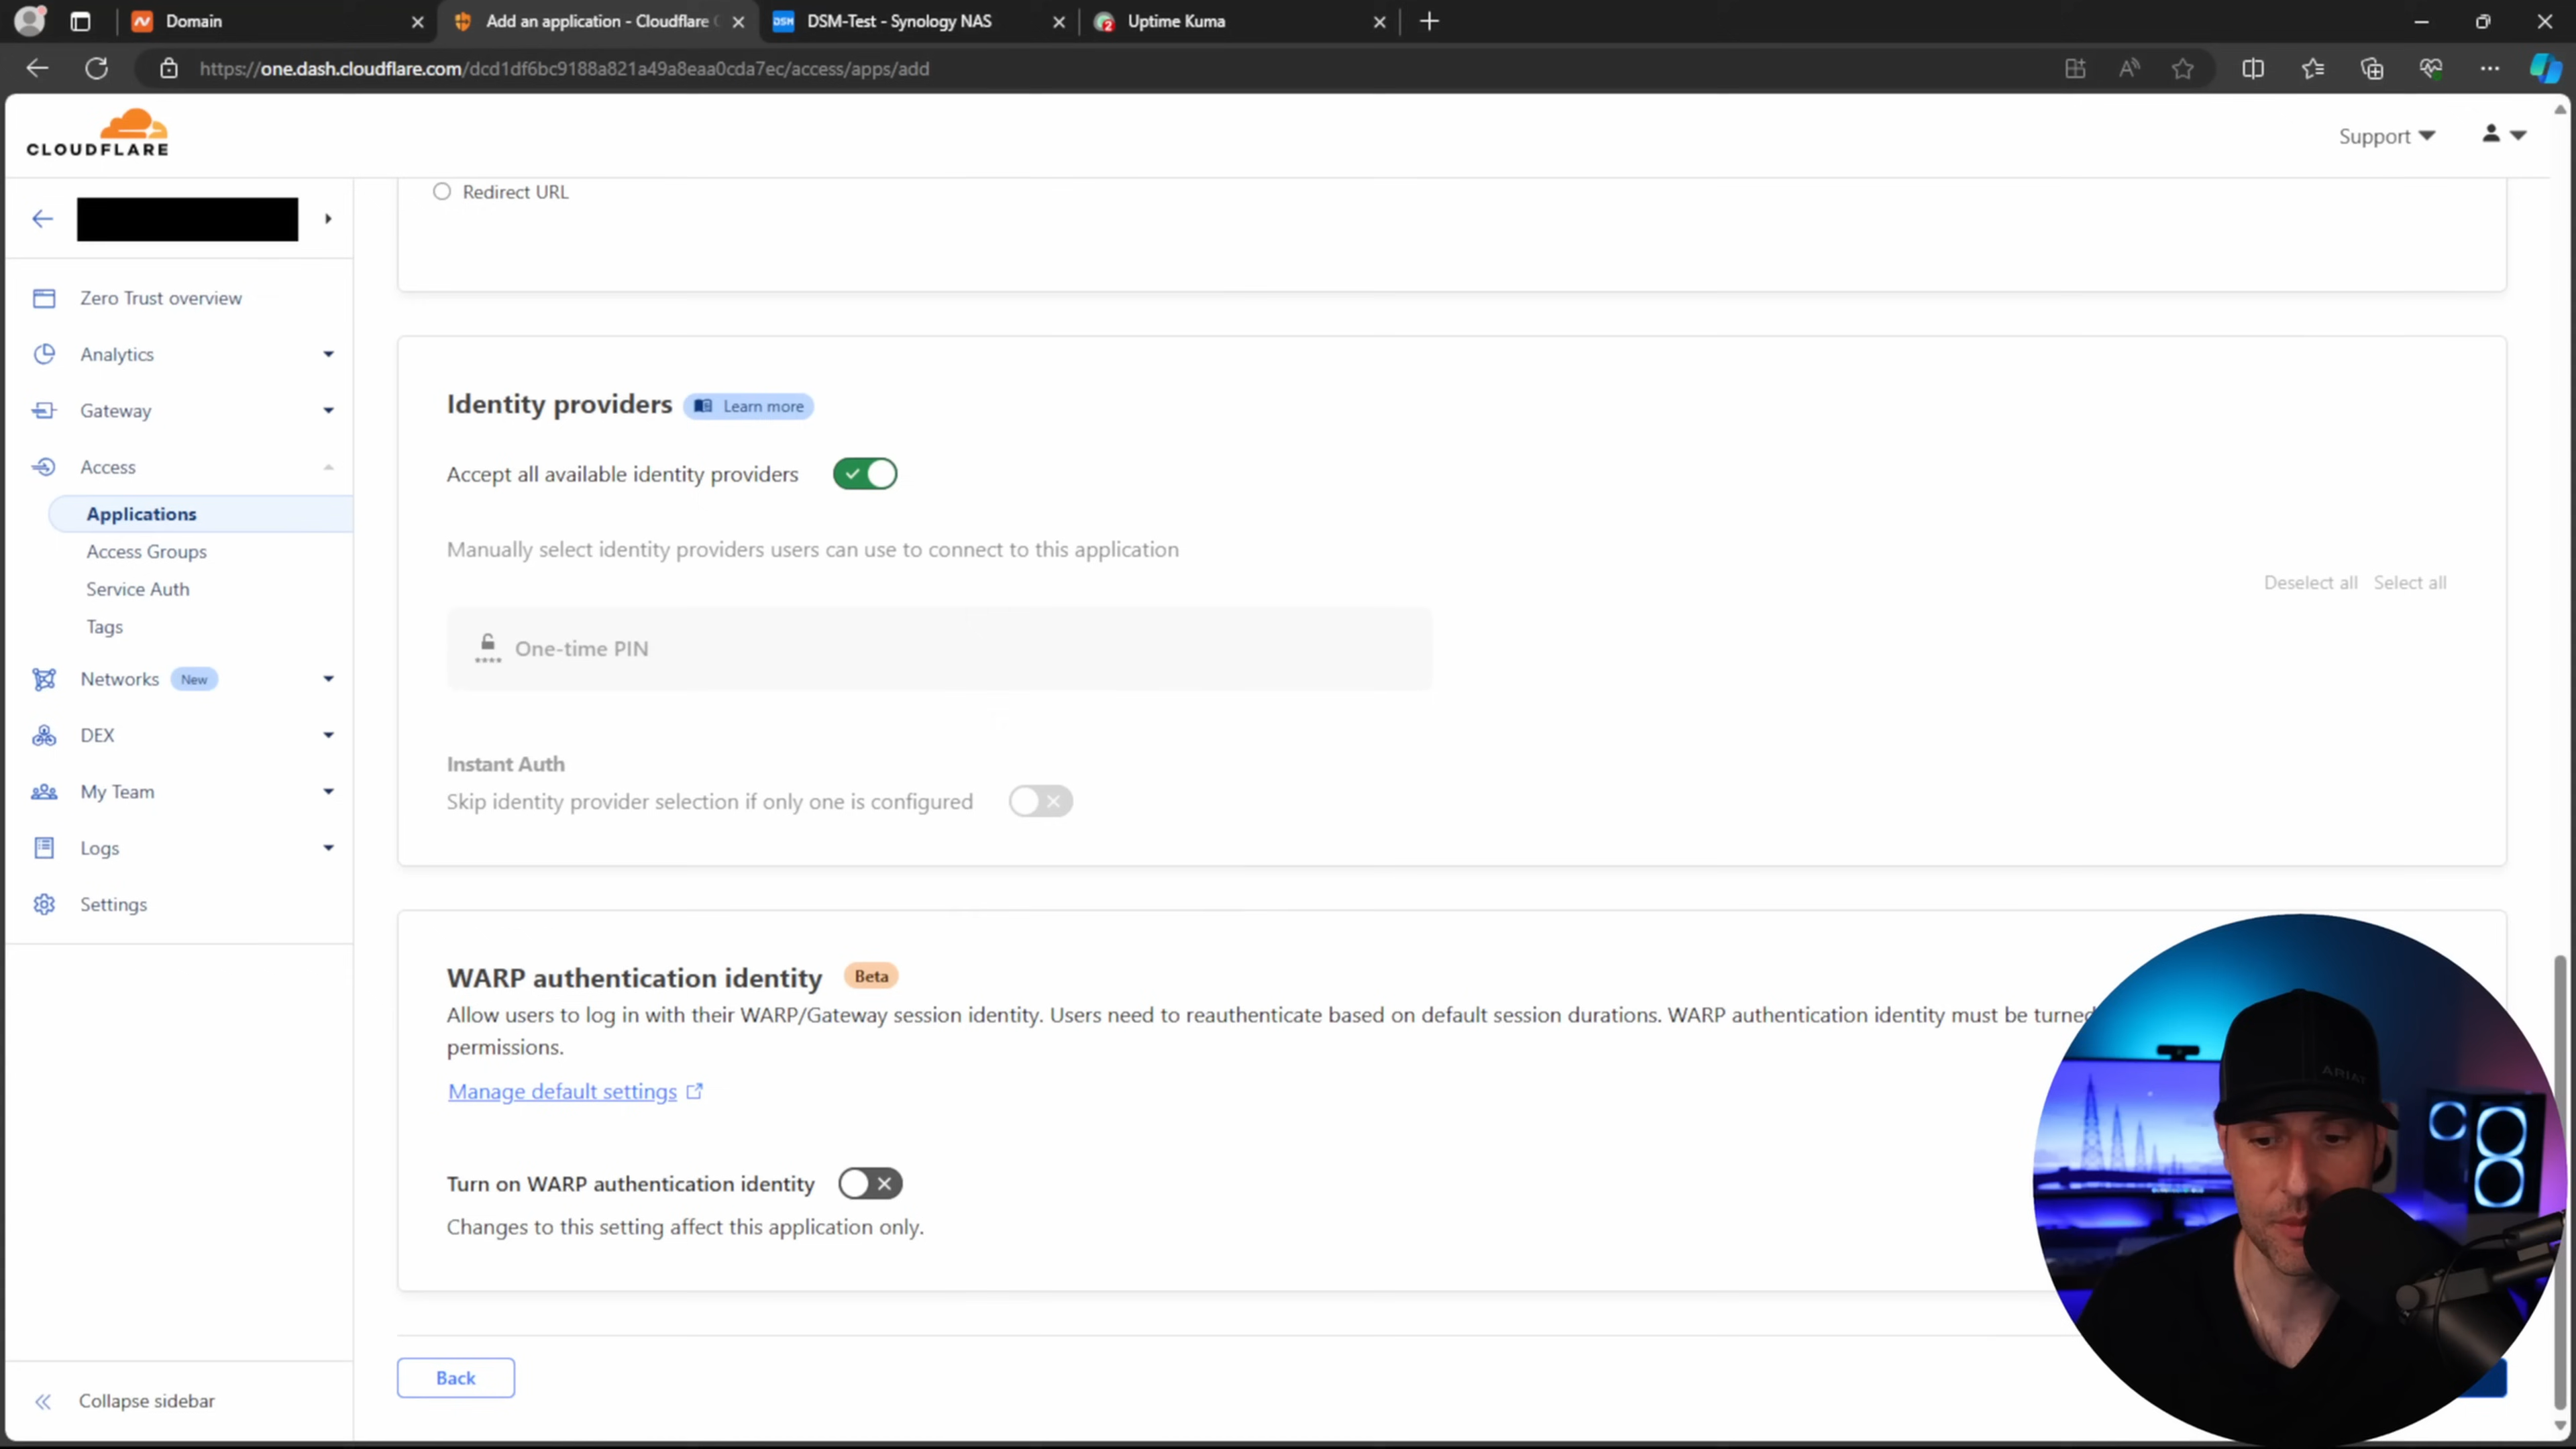 Domain
Add an application - Cloudflare
DSM-Test - Synology NAS
Uptime Kuma
https://one.dash.cloudflare.com/dcd1df6bc9188a821a49a8eaa0cda7ec/access/apps/add
CLOUDFLARE
Support
Zero Trust overview
Analytics
Gateway
Access
Applications
Access Groups
Service Auth
Tags
Networks New
DEX
My Team
Logs
Settings
Collapse sidebar
Redirect URL
Identity providers Learn more
Accept all available identity providers
Manually select identity providers users can use to connect to this application
Deselect all Select all
One-time PIN
Instant Auth
Skip identity provider selection if only one is configured
WARP authentication identity Beta
Allow users to log in with their WARP/Gateway session identity. Users need to reauthenticate based on default session durations. WARP authentication identity must be turned
permissions.
Manage default settings
Turn on WARP authentication identity
Changes to this setting affect this application only.
Back
ARIAT